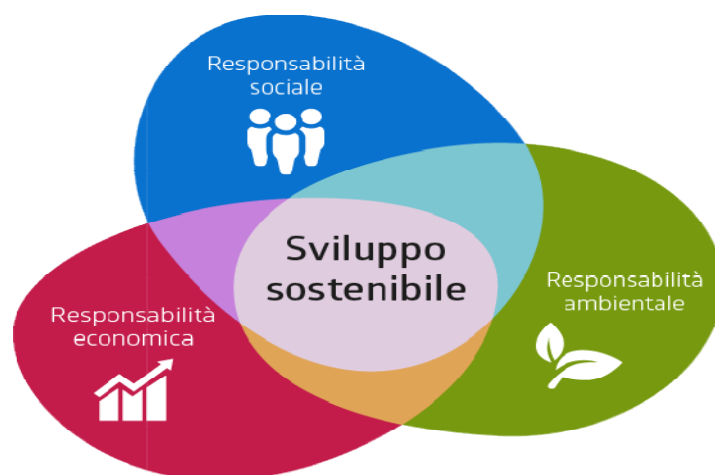 Responsabilità
sociale
Sviluppo
sostenibile
Responsabilità
ambientale
Responsabilità
economica